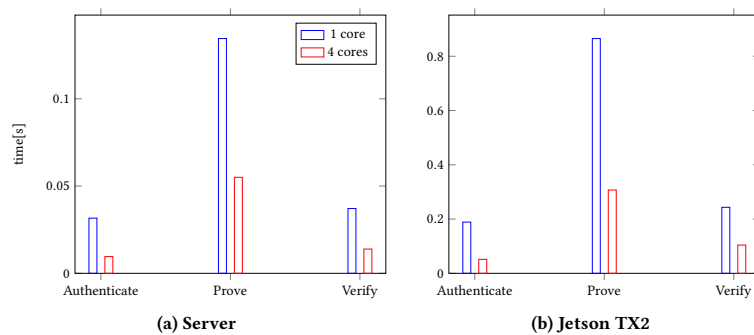 1 core
4 cores
time[s]
0.1
0.05
0
Authenticate
Prove
Verify
(a) Server
0.8
0.6
0.4
0.2
0
Authenticate
Prove
Verify
(b) Jetson TX2